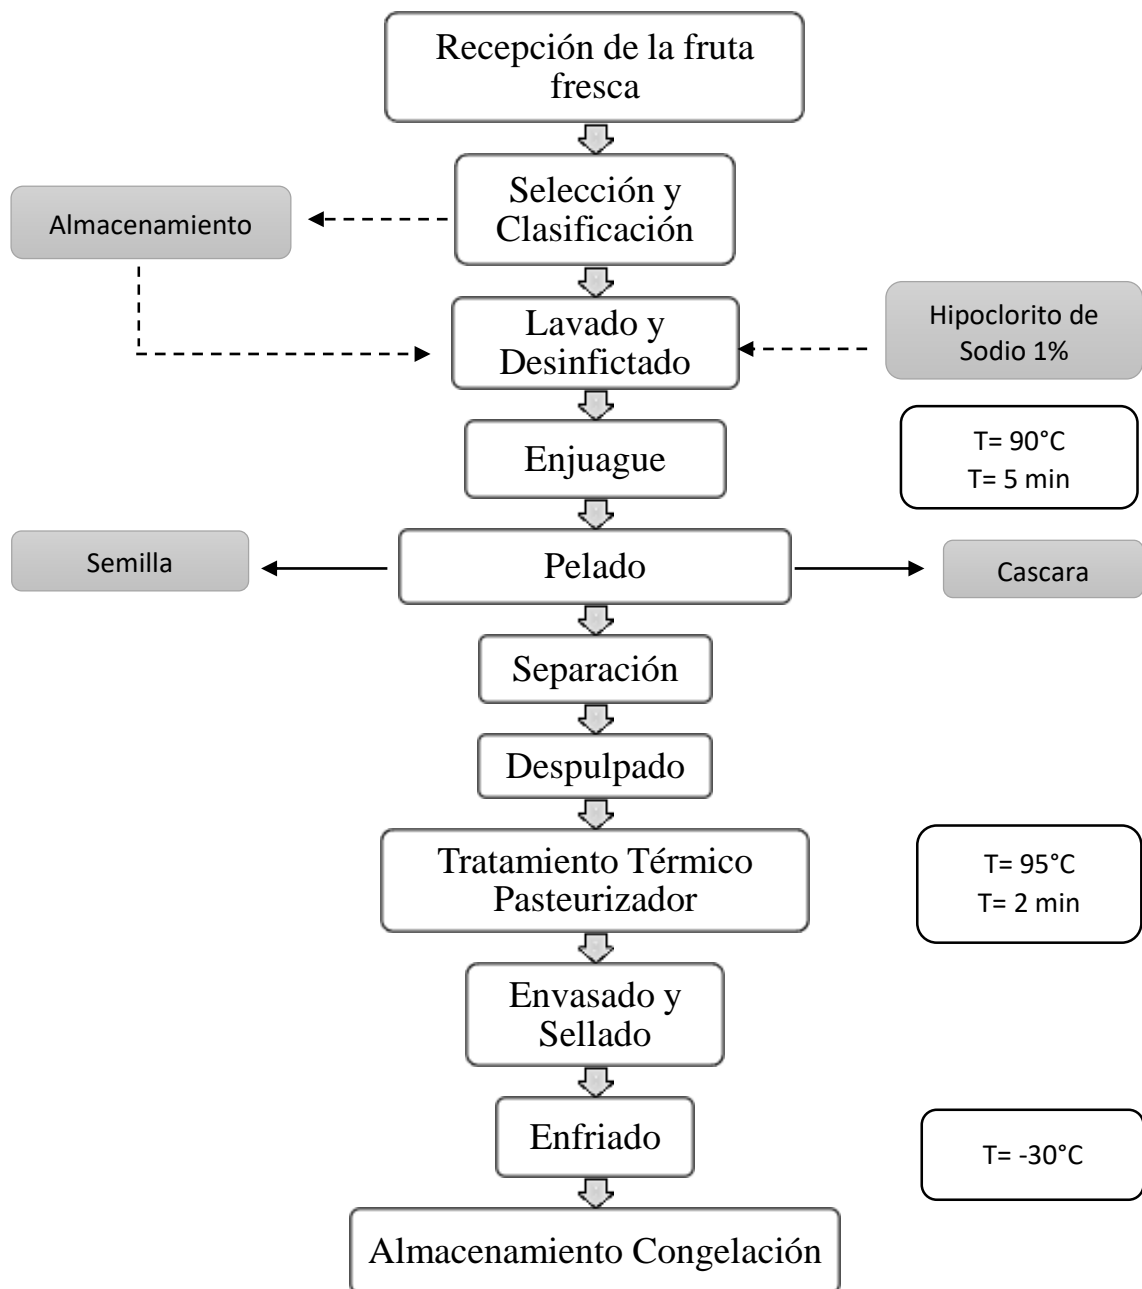 Recepción de la fruta
fresca
Selección y
Clasificación
Almacenamiento
Lavado y
Desinfictado
Hipoclorito de
Sodio 1%
Enjuague
T= 90°C
T= 5 min
Semilla
Pelado
Cascara
Separación
Despulpado
Tratamiento Térmico
Pasteurizador
T= 95°C
T= 2 min
Envasado y
Sellado
Enfriado
T= -30°C
Almacenamiento Congelación